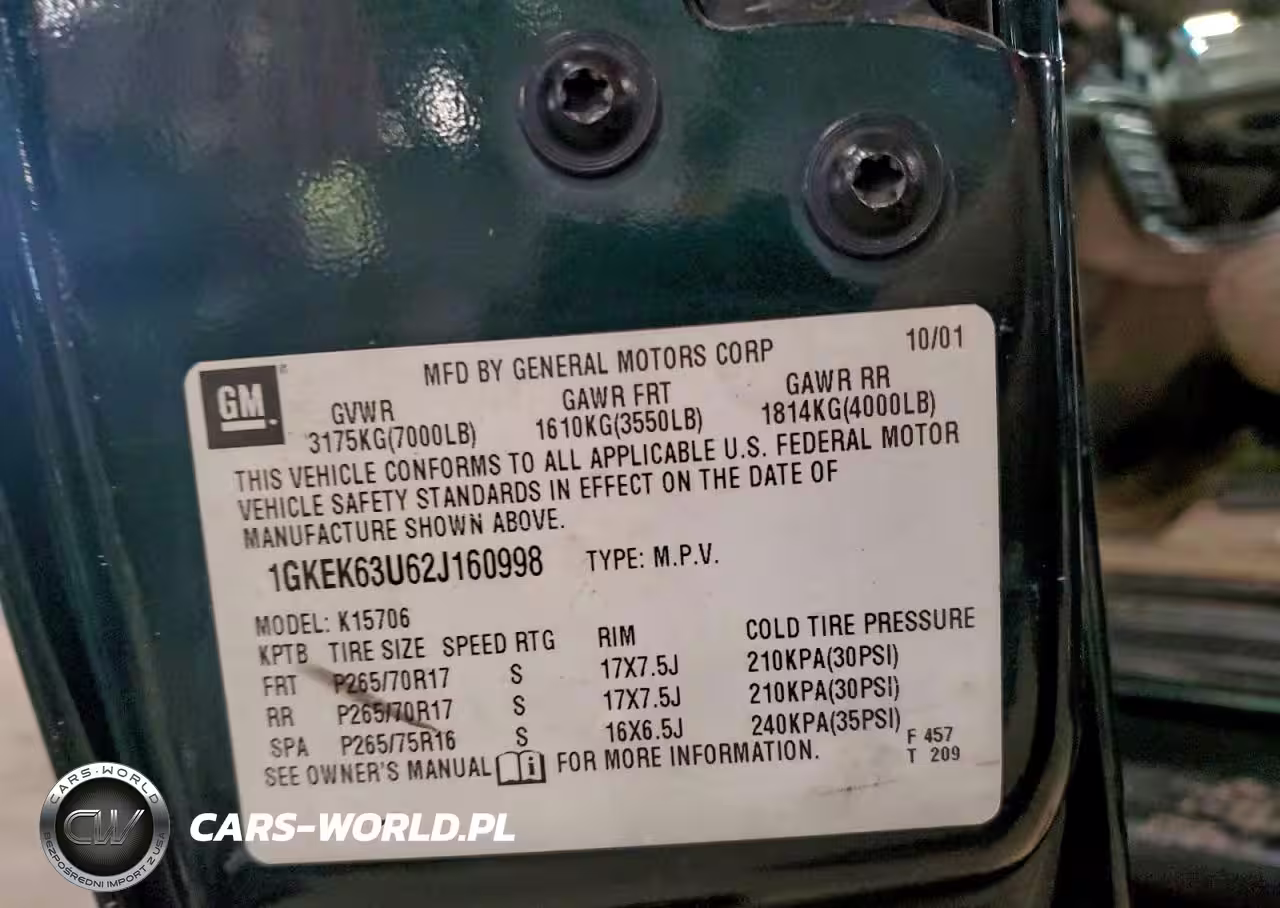 MFD BY GENERAL MOTORS CORP 10/01
GM
GVWR GAWR FRT GAWR RR
3175KG(7000LB) 1610KG(3550LB) 1814KG(4000LB)
THIS VEHICLE CONFORMS TO ALL APPLICABLE U.S. FEDERAL MOTOR
VEHICLE SAFETY STANDARDS IN EFFECT ON THE DATE OF
MANUFACTURE SHOWN ABOVE.
1GKEK63U62J160998 TYPE: M.P.V.
MODEL: K15706
KPTB TIRE SIZE SPEED RTG RIM COLD TIRE PRESSURE
FRT P265/70R17 S 17X7.5J 210KPA(30PSI)
RR P265/70R17 S 17X7.5J 210KPA(30PSI)
SPA P265/75R16 S 16X6.5J 240KPA(35PSI)
F 457
T 209
SEE OWNER'S MANUAL i FOR MORE INFORMATION.
CARS-WORLD
CW
BEZPOŚREDNI IMPORT Z USA
CARS-WORLD.PL